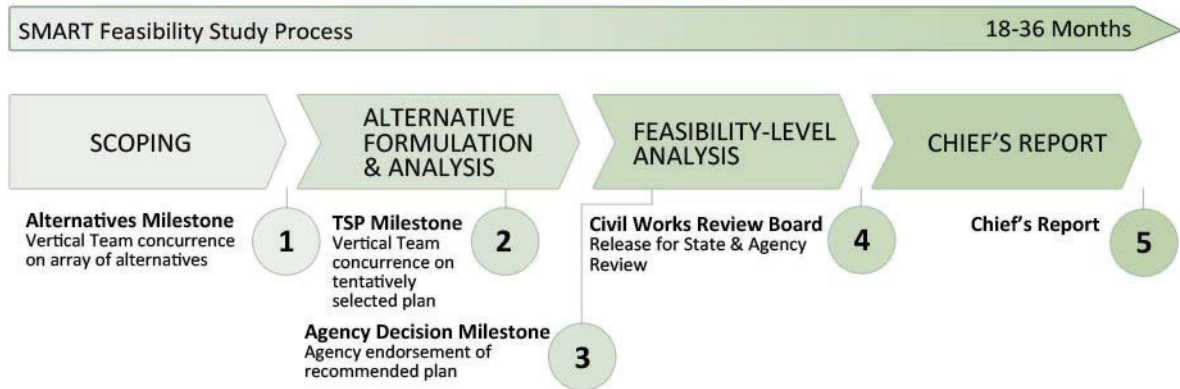 SMART Feasibility Study Process
18-36 Months
SCOPING
ALTERNATIVE
FORMULATION
& ANALYSIS
FEASIBILITY-LEVEL
ANALYSIS
CHIEF'S REPORT
Alternatives Milestone
Vertical Team concurrence
on array of alternatives
1
TSP Milestone
Vertical Team
concurrence on
tentatively
selected plan
2
Agency Decision Milestone
Agency endorsement of
recommended plan
3
Civil Works Review Board
Release for State & Agency
Review
4
Chief's Report
5